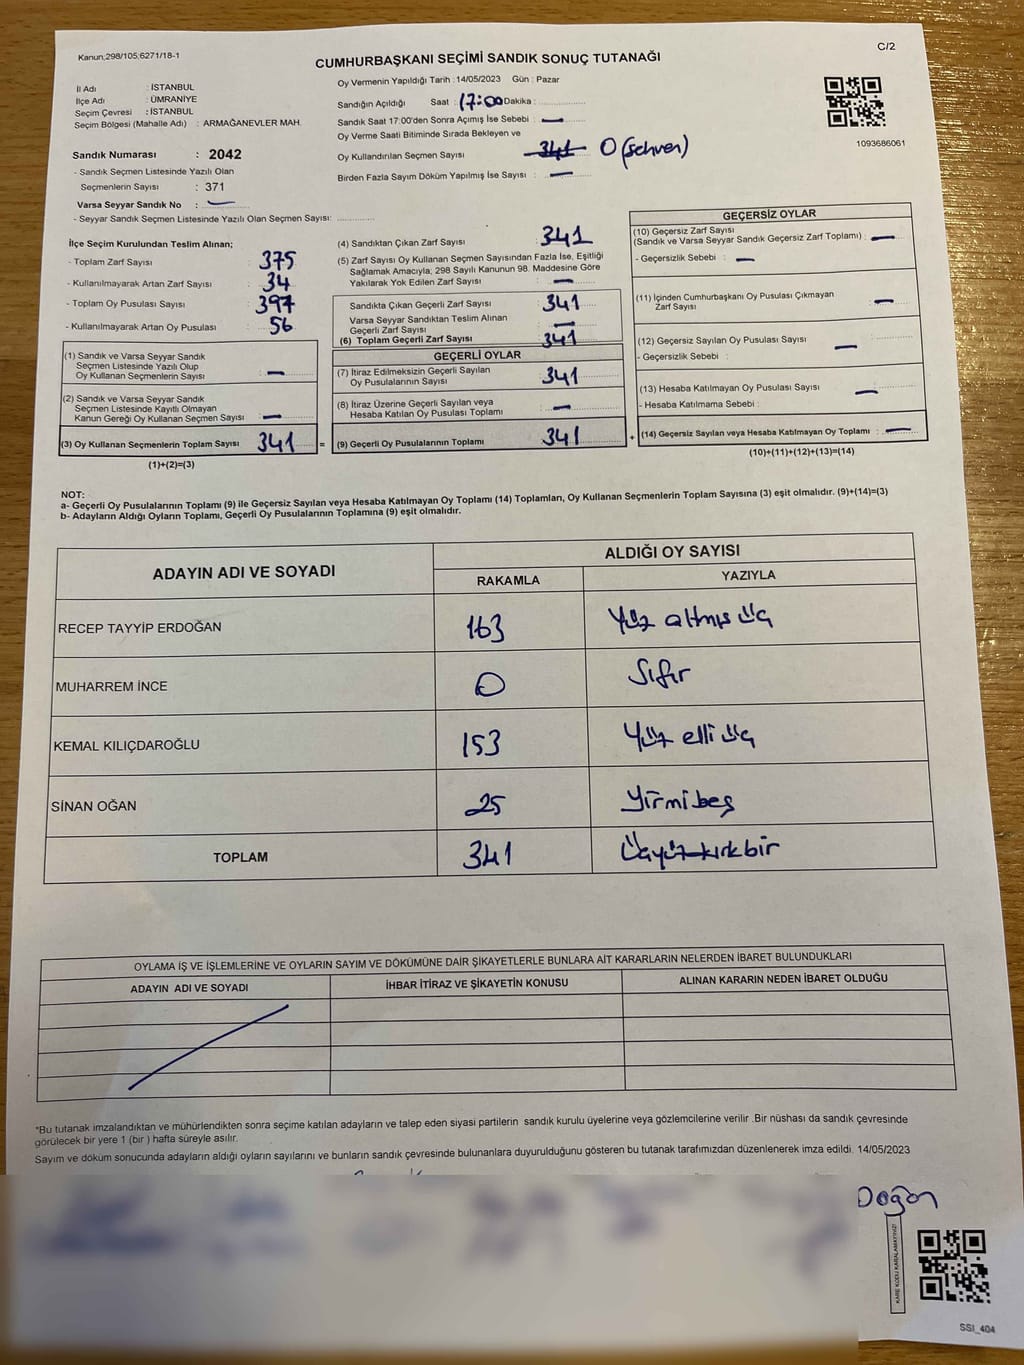 Kanun;298/105;6271/18-1
C/2
CUMHURBAŞKANI SEÇİMİ SANDIK SONUÇ TUTANAĞI
İl Adı : İSTANBUL
İlçe Adı : ÜMRANİYE
Seçim Çevresi : İSTANBUL
Seçim Bölgesi (Mahalle Adı) : ARMAĞANEVLER MAH.
Sandık Numarası : 2042
- Sandık Seçmen Listesinde Yazılı Olan
Seçmenlerin Sayısı : 371
Varsa Seyyar Sandık No : —
- Seyyar Sandık Seçmen Listesinde Yazılı Olan Seçmen Sayısı: ............
Oy Vermenin Yapıldığı Tarih : 14/05/2023 Gün : Pazar
Sandığın Açıldığı Saat : 17:00 Dakika : ............
Sandık Saat 17:00'den Sonra Açımış İse Sebebi : —
Oy Verme Saati Bitiminde Sırada Bekleyen ve
Oy Kullandırılan Seçmen Sayısı 341 0 (sehven)
Birden Fazla Sayım Döküm Yapılmış İse Sayısı : —
1093686061
İlçe Seçim Kurulundan Teslim Alınan;
- Toplam Zarf Sayısı : 375
- Kullanılmayarak Artan Zarf Sayısı : 34
- Toplam Oy Pusulası Sayısı : 397
- Kullanılmayarak Artan Oy Pusulası : 56
(1) Sandık ve Varsa Seyyar Sandık
Seçmen Listesinde Yazılı Olup
Oy Kullanan Seçmenlerin Sayısı : —
(2) Sandık ve Varsa Seyyar Sandık
Seçmen Listesinde Kayıtlı Olmayan
Kanun Gereği Oy Kullanan Seçmen Sayısı : —
(3) Oy Kullanan Seçmenlerin Toplam Sayısı 341 =
(1)+(2)=(3)
(4) Sandıktan Çıkan Zarf Sayısı : 341
(5) Zarf Sayısı Oy Kullanan Seçmen Sayısından Fazla İse, Eşitliği
Sağlamak Amacıyla; 298 Sayılı Kanunun 98. Maddesine Göre
Yakılarak Yok Edilen Zarf Sayısı : —
Sandıkta Çıkan Geçerli Zarf Sayısı : 341
Varsa Seyyar Sandıktan Teslim Alınan
Geçerli Zarf Sayısı : —
(6) Toplam Geçerli Zarf Sayısı : 341
GEÇERLİ OYLAR
(7) İtiraz Edilmeksizin Geçerli Sayılan
Oy Pusulalarının Sayısı : 341
(8) İtiraz Üzerine Geçerli Sayılan veya
Hesaba Katılan Oy Pusulası Toplamı : —
(9) Geçerli Oy Pusulalarının Toplamı : 341 +
GEÇERSİZ OYLAR
(10) Geçersiz Zarf Sayısı
(Sandık ve Varsa Seyyar Sandık Geçersiz Zarf Toplamı) : —
- Geçersizlik Sebebi : —
(11) İçinden Cumhurbaşkanı Oy Pusulası Çıkmayan
Zarf Sayısı : —
(12) Geçersiz Sayılan Oy Pusulası Sayısı : —
- Geçersizlik Sebebi :
(13) Hesaba Katılmayan Oy Pusulası Sayısı : —
- Hesaba Katılmama Sebebi :
(14) Geçersiz Sayılan veya Hesaba Katılmayan Oy Toplamı : —
(10)+(11)+(12)+(13)=(14)
NOT:
a- Geçerli Oy Pusulalarının Toplamı (9) ile Geçersiz Sayılan veya Hesaba Katılmayan Oy Toplamı (14) Toplamları, Oy Kullanan Seçmenlerin Toplam Sayısına (3) eşit olmalıdır. (9)+(14)=(3)
b- Adayların Aldığı Oyların Toplamı, Geçerli Oy Pusulalarının Toplamına (9) eşit olmalıdır.
ADAYIN ADI VE SOYADI
ALDIĞI OY SAYISI
RAKAMLA YAZIYLA
RECEP TAYYİP ERDOĞAN 163 Yüz altmış üç
MUHARREM İNCE 0 Sıfır
KEMAL KILIÇDAROĞLU 153 Yüz elli üç
SİNAN OĞAN 25 Yirmibeş
TOPLAM 341 Üçyüzkırkbir
OYLAMA İŞ VE İŞLEMLERİNE VE OYLARIN SAYIM VE DÖKÜMÜNE DAİR ŞİKAYETLERLE BUNLARA AİT KARARLARIN NELERDEN İBARET BULUNDUKLARI
ADAYIN ADI VE SOYADI İHBAR İTİRAZ VE ŞİKAYETİN KONUSU ALINAN KARARIN NEDEN İBARET OLDUĞU
*Bu tutanak imzalandıktan ve mühürlendikten sonra seçime katılan adayların ve talep eden siyasi partilerin sandık kurulu üyelerine veya gözlemcilerine verilir .Bir nüshası da sandık çevresinde
görülecek bir yere 1 (bir ) hafta süreyle asılır.
Sayım ve döküm sonucunda adayların aldığı oyların sayılarını ve bunların sandık çevresinde bulunanlara duyurulduğunu gösteren bu tutanak tarafımızdan düzenlenerek imza edildi. 14/05/2023
Doğan
KARE KODU KARALAMAYINIZ!
SSI_404